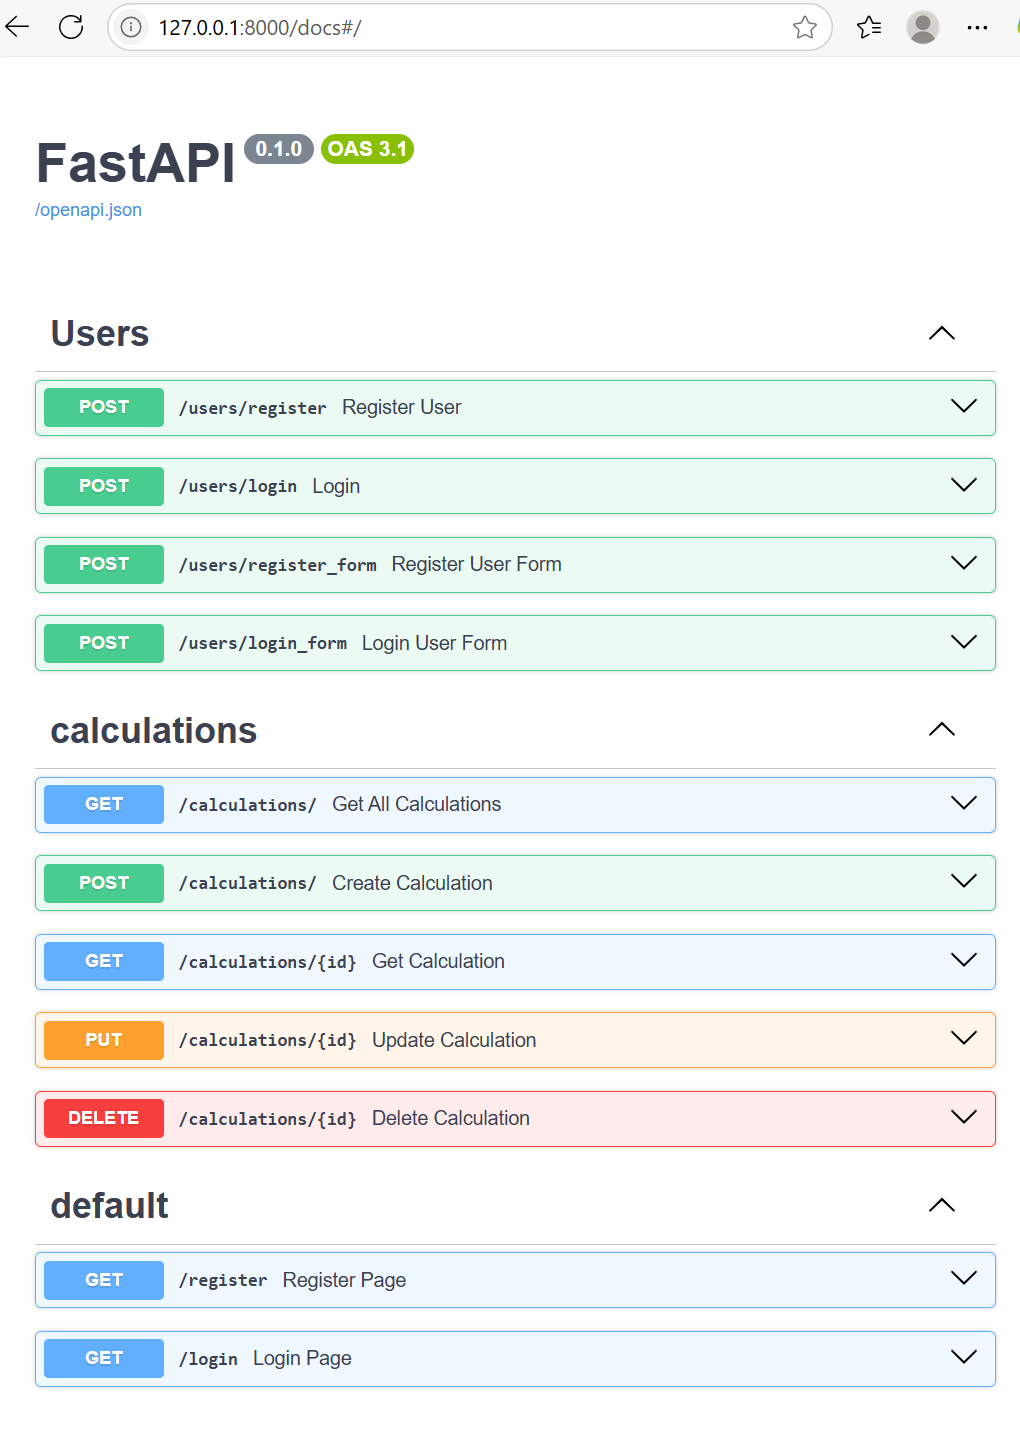 127.0.0.1:8000/docs#/
FastAPI 0.1.0 OAS 3.1
/openapi.json
Users
POST /users/register Register User
POST /users/login Login
POST /users/register_form Register User Form
POST /users/login_form Login User Form
calculations
GET /calculations/ Get All Calculations
POST /calculations/ Create Calculation
GET /calculations/{id} Get Calculation
PUT /calculations/{id} Update Calculation
DELETE /calculations/{id} Delete Calculation
default
GET /register Register Page
GET /login Login Page